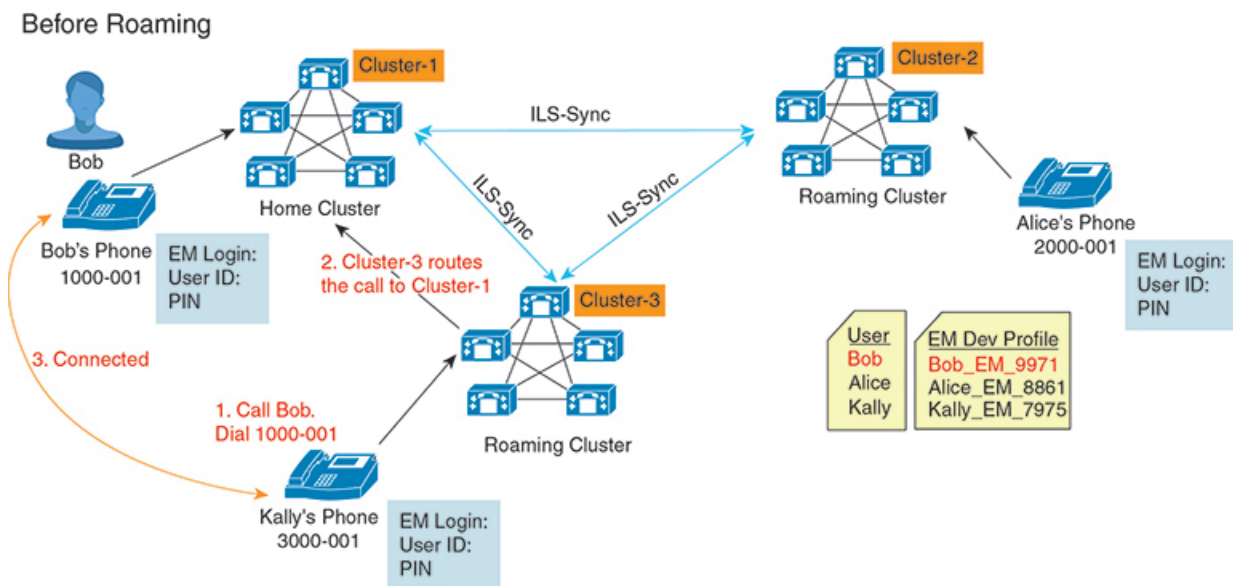 Before Roaming
Cluster-1
Cluster-2
ILS-Sync
Bob
Home Cluster
ILS-Sync
ILS-Sync
Roaming Cluster
Bob's Phone
1000-001
EM Login:
User ID:
PIN
2. Cluster-3 routes
the call to Cluster-1
Cluster-3
Alice's Phone
2000-001
EM Login:
User ID:
PIN
3. Connected
1. Call Bob.
Dial 1000-001
Roaming Cluster
User
Bob
Alice
Kally
EM Dev Profile
Bob_EM_9971
Alice_EM_8861
Kally_EM_7975
Kally's Phone
3000-001
EM Login:
User ID:
PIN